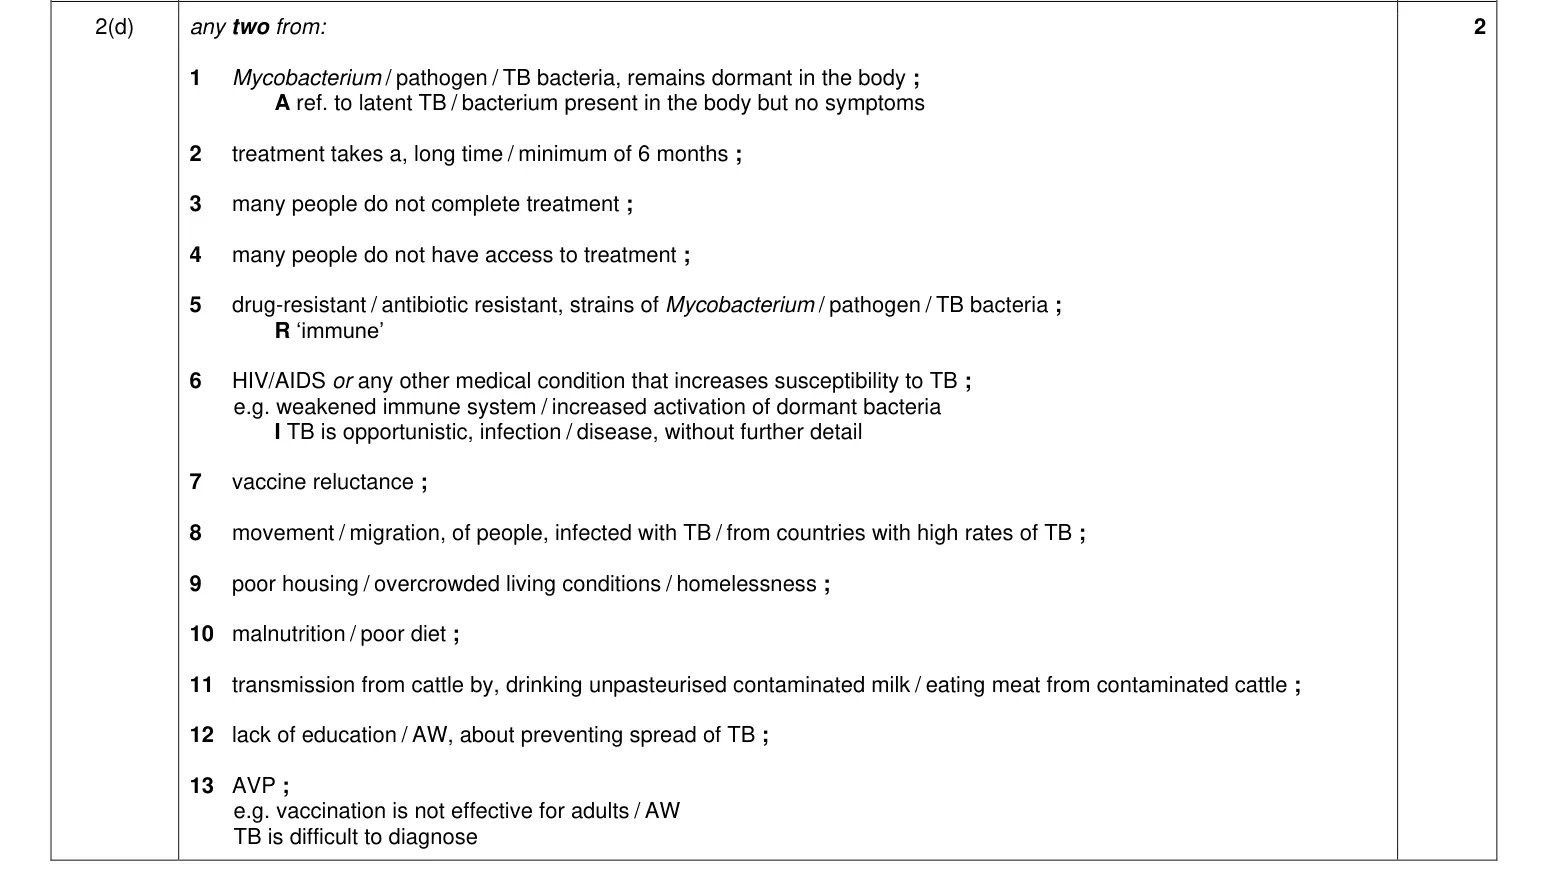 2(d) any two from: 2
1 Mycobacterium / pathogen / TB bacteria, remains dormant in the body ;
A ref. to latent TB / bacterium present in the body but no symptoms
2 treatment takes a, long time / minimum of 6 months ;
3 many people do not complete treatment ;
4 many people do not have access to treatment ;
5 drug-resistant / antibiotic resistant, strains of Mycobacterium / pathogen / TB bacteria ;
R ‘immune’
6 HIV/AIDS or any other medical condition that increases susceptibility to TB ;
e.g. weakened immune system / increased activation of dormant bacteria
I TB is opportunistic, infection / disease, without further detail
7 vaccine reluctance ;
8 movement / migration, of people, infected with TB / from countries with high rates of TB ;
9 poor housing / overcrowded living conditions / homelessness ;
10 malnutrition / poor diet ;
11 transmission from cattle by, drinking unpasteurised contaminated milk / eating meat from contaminated cattle ;
12 lack of education / AW, about preventing spread of TB ;
13 AVP ;
e.g. vaccination is not effective for adults / AW
TB is difficult to diagnose